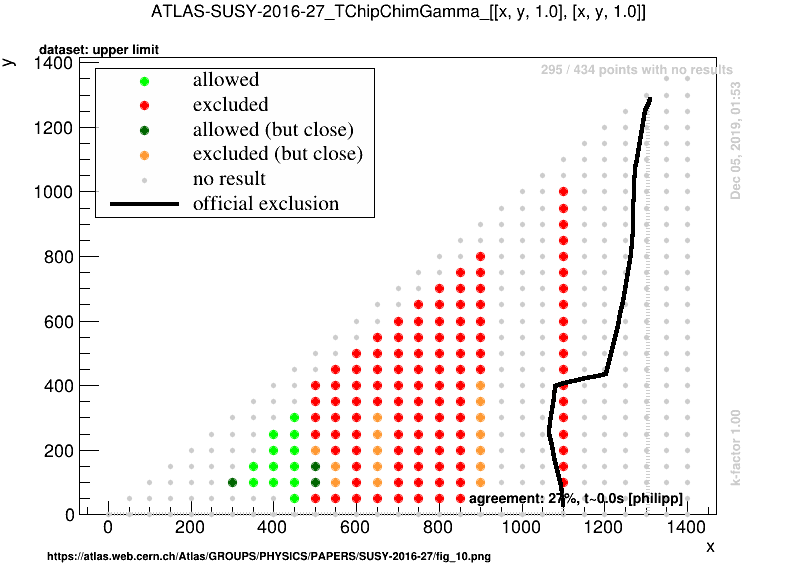 ATLAS-SUSY-2016-27_TChipChimGamma_[[x, y, 1.0], [x, y, 1.0]]
dataset: upper limit
y
295 / 434 points with no results
allowed
excluded
allowed (but close)
excluded (but close)
no result
official exclusion
Dec 05, 2019, 01:53
k-factor 1.00
1400
1200
1000
800
600
400
200
0
agreement: 27%, t~0.0s [philipp]
0 200 400 600 800 1000 1200 1400
x
https://atlas.web.cern.ch/Atlas/GROUPS/PHYSICS/PAPERS/SUSY-2016-27/fig_10.png